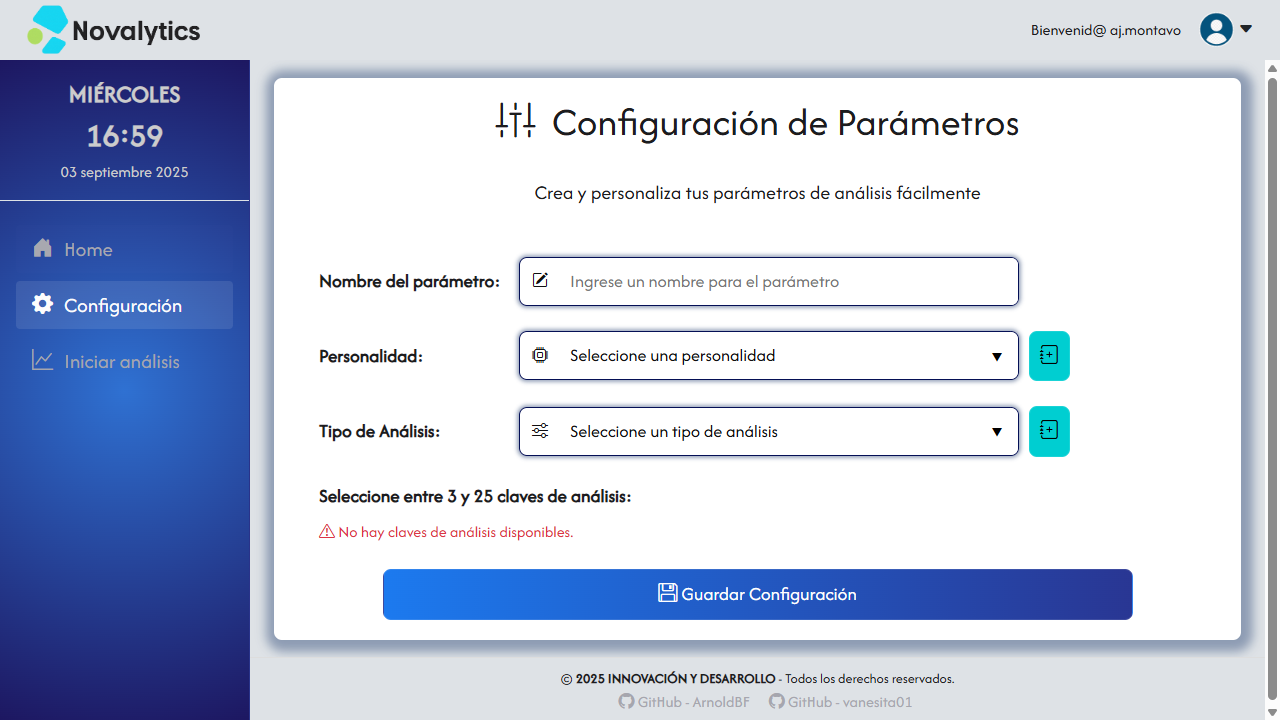 Novalytics
Bienvenid@ aj.montavo
MIÉRCOLES
16:59
03 septiembre 2025
Home
Configuración
Iniciar análisis
Configuración de Parámetros
Crea y personaliza tus parámetros de análisis fácilmente
Nombre del parámetro:
Ingrese un nombre para el parámetro
Personalidad:
Seleccione una personalidad
Tipo de Análisis:
Seleccione un tipo de análisis
Seleccione entre 3 y 25 claves de análisis:
No hay claves de análisis disponibles.
Guardar Configuración
© 2025 INNOVACIÓN Y DESARROLLO - Todos los derechos reservados.
GitHub - ArnoldBF GitHub - vanesita01